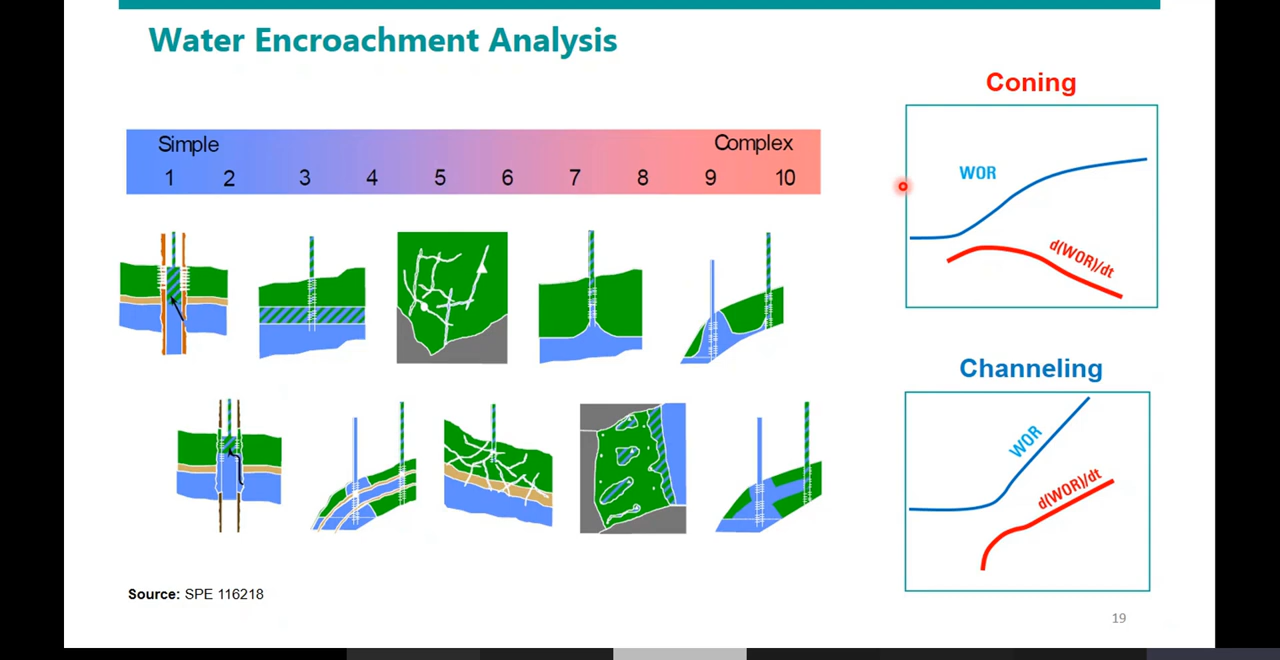 Water Encroachment Analysis
Simple
Complex
1 2 3 4 5 6 7 8 9 10
Coning
WOR
d(WOR)/dt
Channeling
WOR
d(WOR)/dt
Source: SPE 116218
19